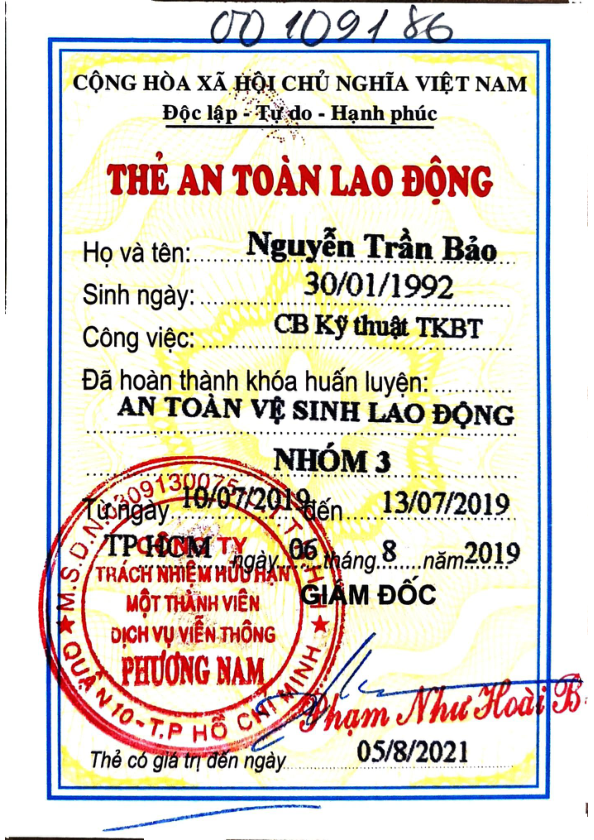 00109186
CỘNG HÒA XÃ HỘI CHỦ NGHĨA VIỆT NAM
Độc lập - Tự do - Hạnh phúc
THẺ AN TOÀN LAO ĐỘNG
Họ và tên: Nguyễn Trần Bảo
Sinh ngày: 30/01/1992
Công việc: CB Kỹ thuật TKBT
Đã hoàn thành khóa huấn luyện:
AN TOÀN VỆ SINH LAO ĐỘNG
NHÓM 3
Từ ngày 10/07/2019 đến 13/07/2019
TP HCM ngày 06 tháng 8 năm 2019
GIÁM ĐỐC
M.S.D.N:0309130075
CÔNG TY
TRÁCH NHIỆM HỮU HẠN
MỘT THÀNH VIÊN
DỊCH VỤ VIỄN THÔNG
PHƯƠNG NAM
QUẬN 10 - T.P HỒ CHÍ MINH
Phạm Như Hoài B
Thẻ có giá trị đến ngày 05/8/2021